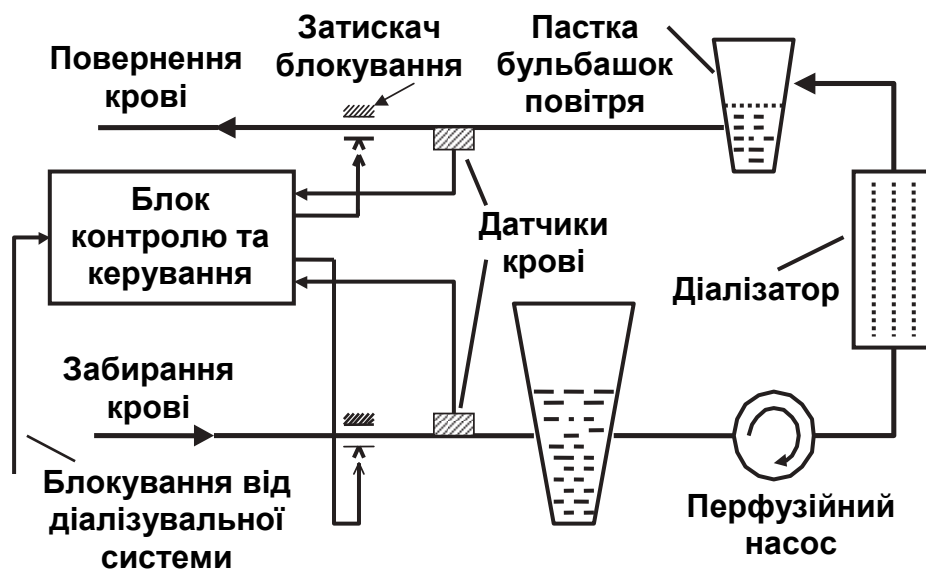 Затискач
блокування
Пастка
бульбашок
повітря
Повернення
крові
Блок
контролю та
керування
Датчики
крові
Діалізатор
Забирання
крові
Блокування від
діалізувальної
системи
Перфузійний
насос